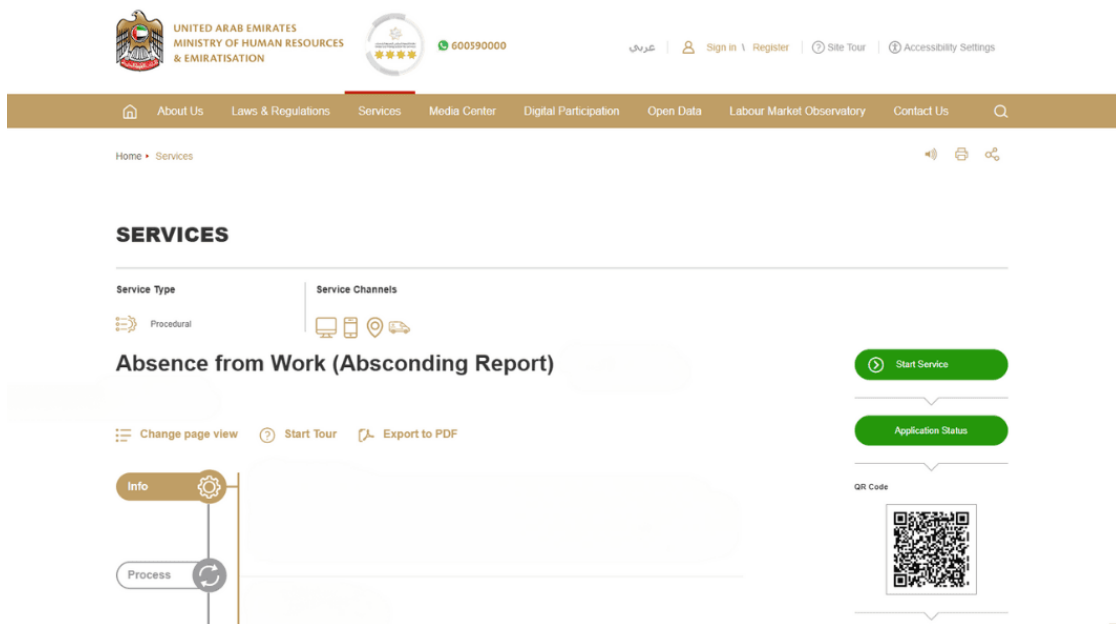 UNITED ARAB EMIRATES
MINISTRY OF HUMAN RESOURCES
& EMIRATISATION
600590000
عربي
Sign in \ Register
Site Tour
Accessibility Settings
About Us
Laws & Regulations
Services
Media Center
Digital Participation
Open Data
Labour Market Observatory
Contact Us
Home • Services
SERVICES
Service Type
Service Channels
Procedural
Absence from Work (Absconding Report)
Start Service
Change page view
Start Tour
Export to PDF
Application Status
Info
QR Code
Process